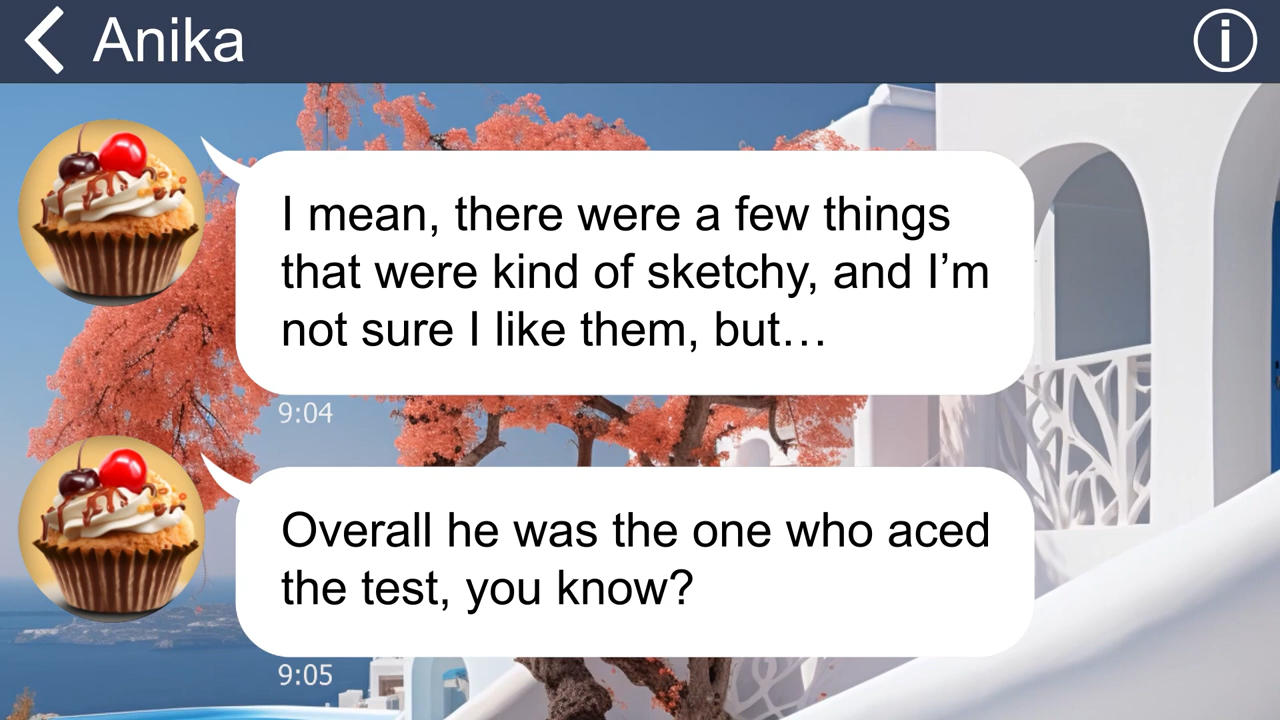 Anika
I mean, there were a few things
that were kind of sketchy, and I’m
not sure I like them, but…
9:04
Overall he was the one who aced
the test, you know?
9:05